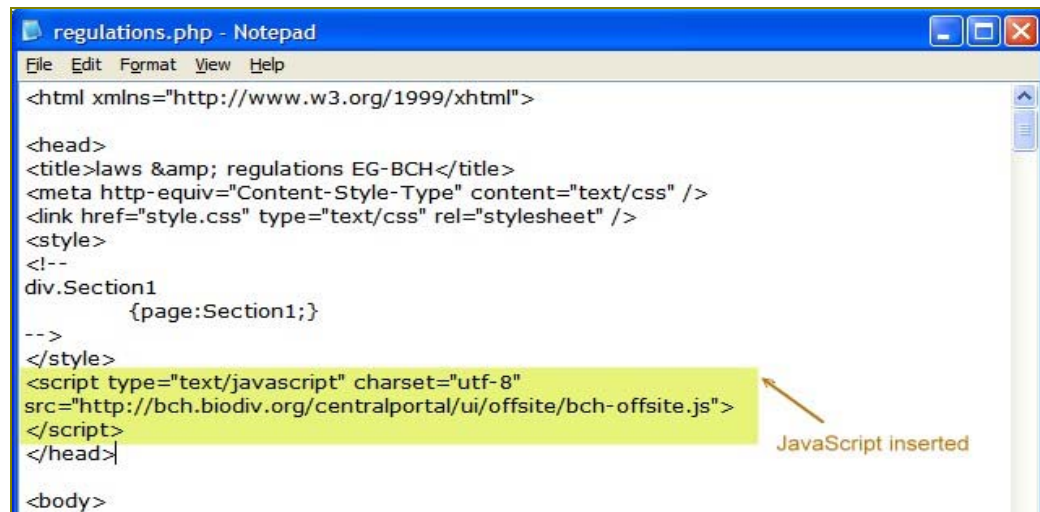 regulations.php - Notepad
File Edit Format View Help
<html xmlns="http://www.w3.org/1999/xhtml">
<head>
<title>laws &amp; regulations EG-BCH</title>
<meta http-equiv="Content-Style-Type" content="text/css" />
<link href="style.css" type="text/css" rel="stylesheet" />
<style>
<!--
div.Section1
{page:Section1;}
-->
</style>
<script type="text/javascript" charset="utf-8"
src="http://bch.biodiv.org/centralportal/ui/offsite/bch-offsite.js">
</script>
JavaScript inserted
</head>
<body>